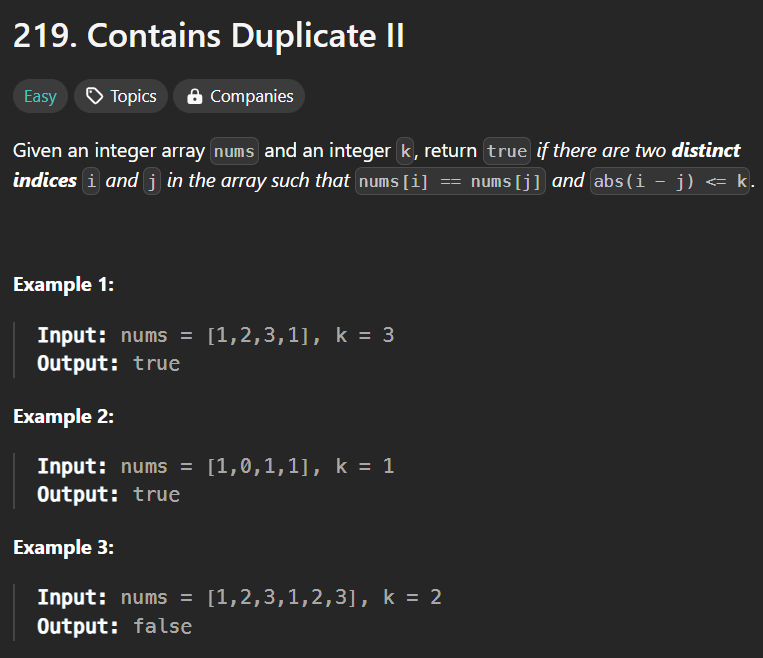 219. Contains Duplicate II
Easy Topics Companies
Given an integer array nums and an integer k, return true if there are two distinct
indices i and j in the array such that nums[i] == nums[j] and abs(i - j) <= k.
Example 1:
Input: nums = [1,2,3,1], k = 3
Output: true
Example 2:
Input: nums = [1,0,1,1], k = 1
Output: true
Example 3:
Input: nums = [1,2,3,1,2,3], k = 2
Output: false